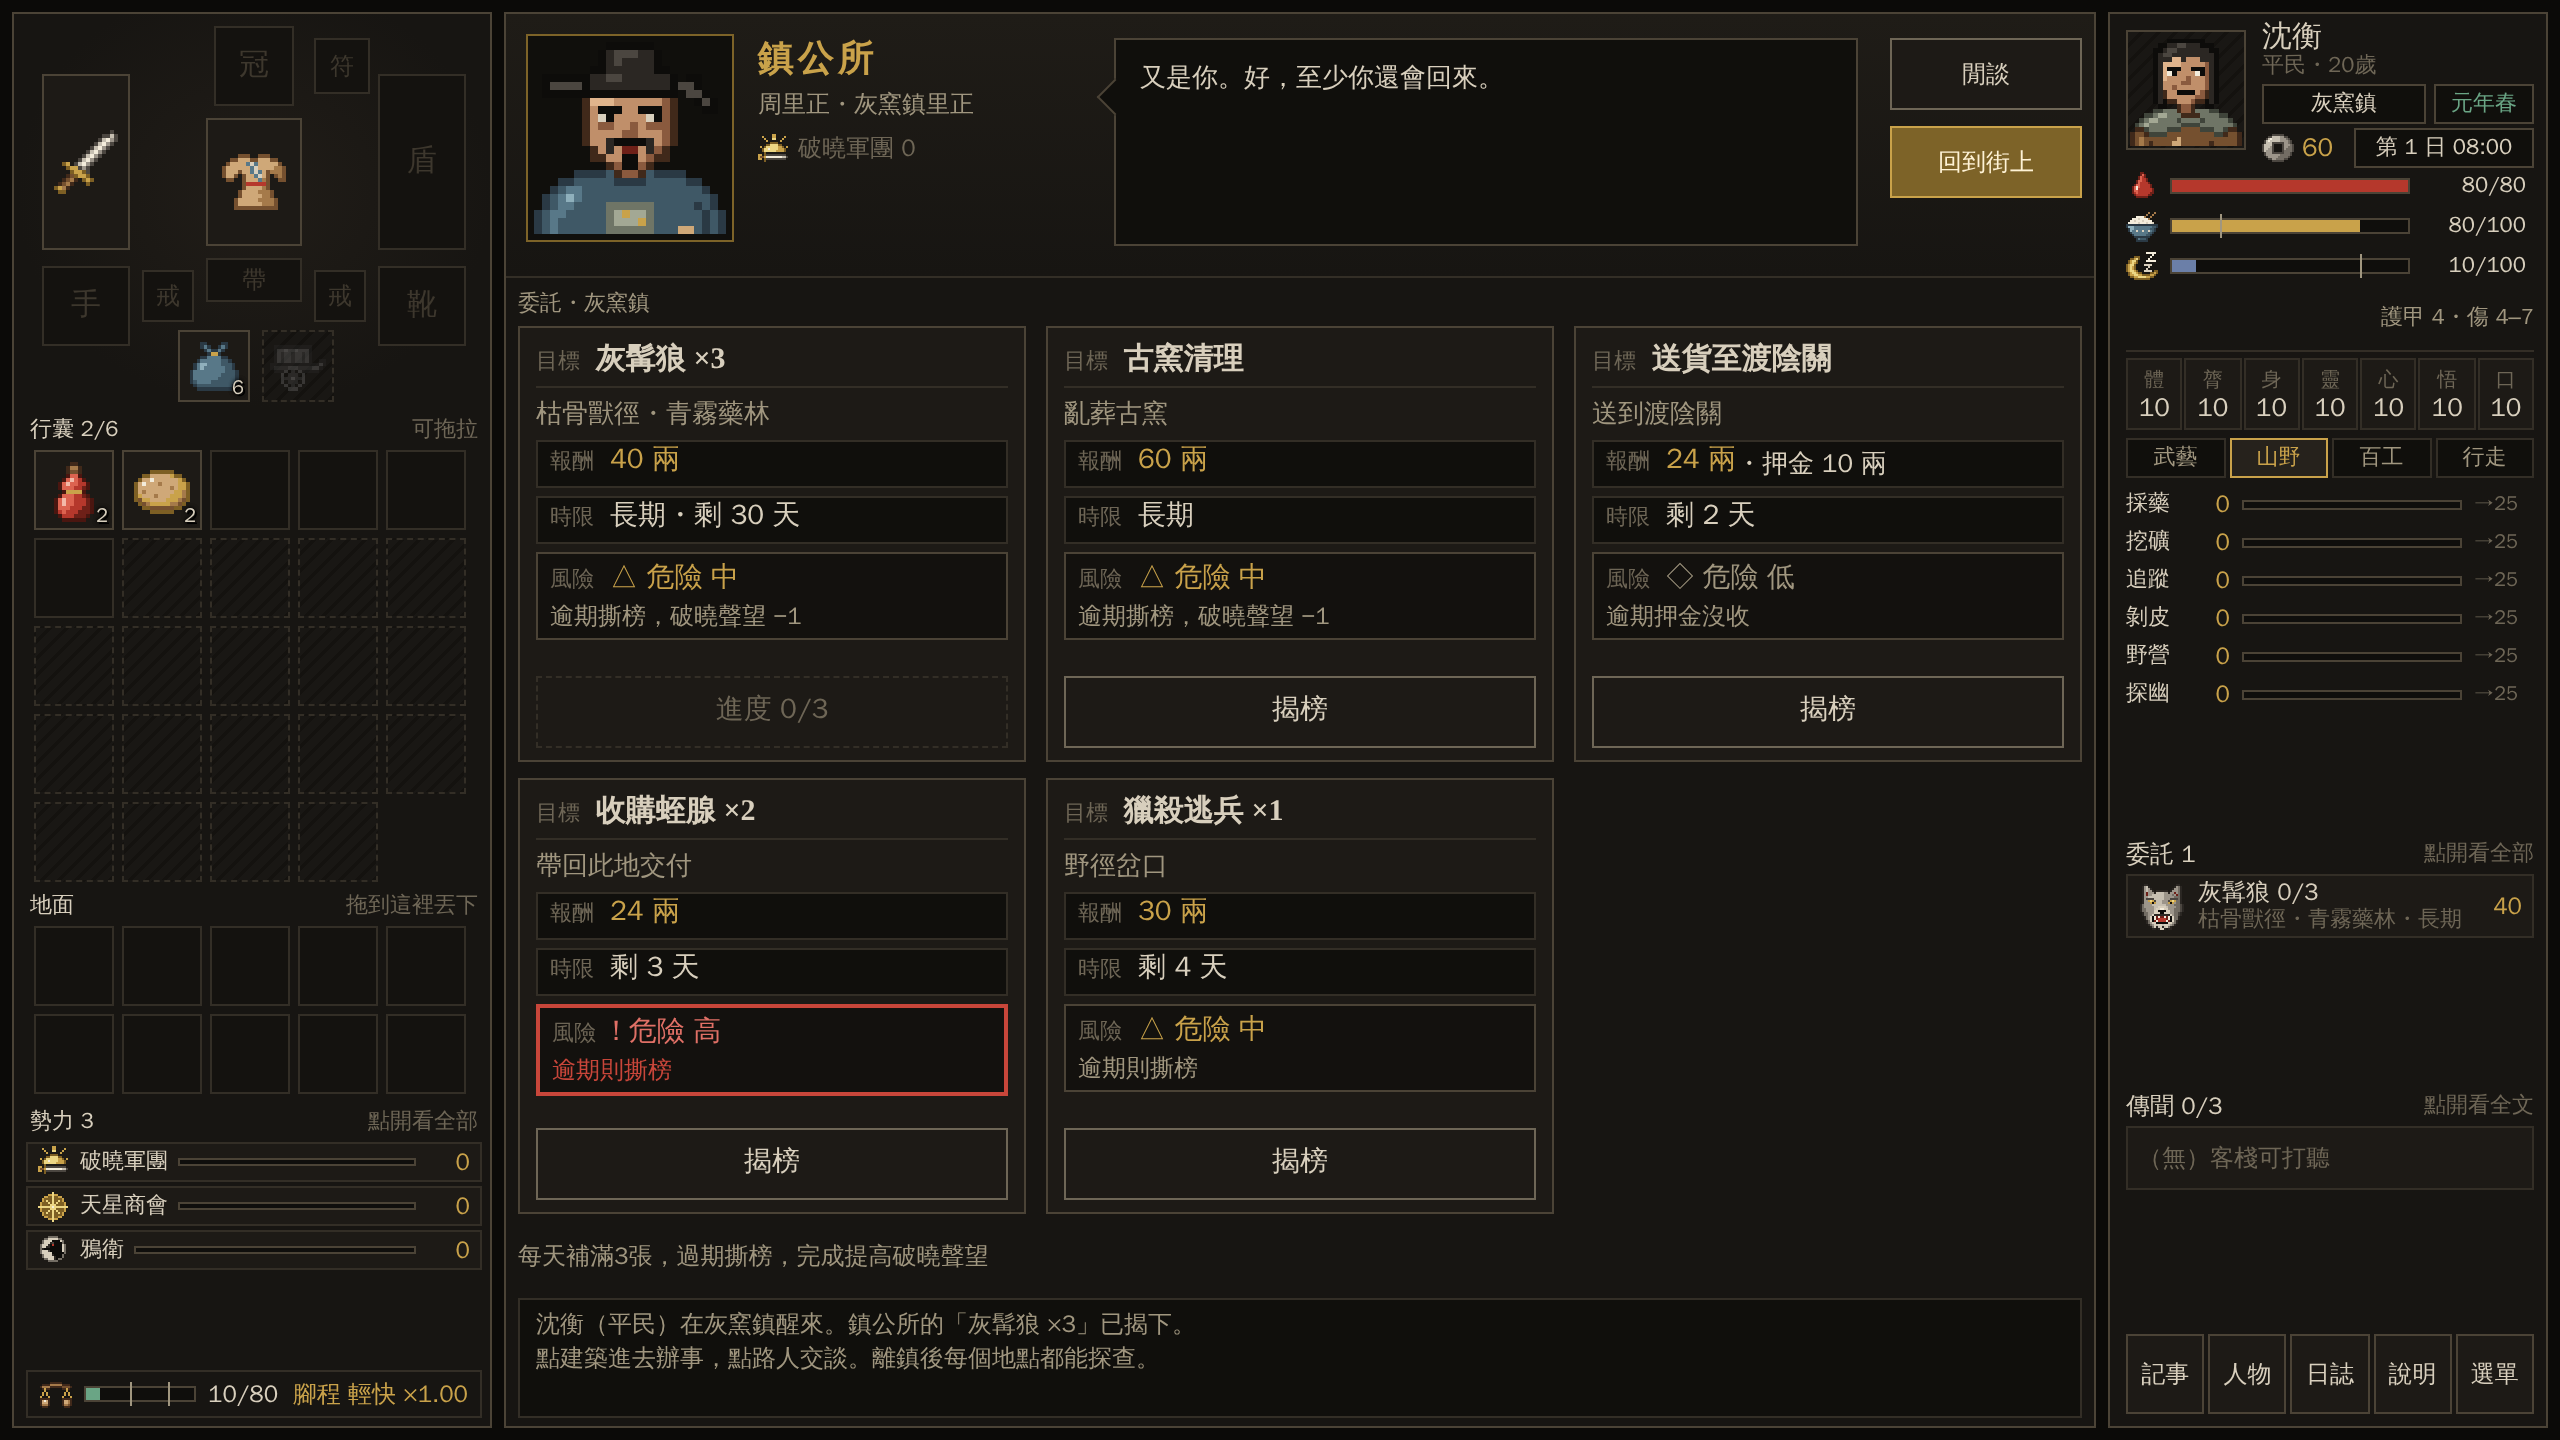 冠
符
盾
手
戒
帶
戒
靴
6
行囊 2/6
可拖拉
2
2
地面
拖到這裡丟下
勢力 3
點開看全部
破曉軍團
0
天星商會
0
鴉衛
0
10/80
腳程 輕快 ×1.00
鎮公所
周里正・灰窯鎮里正
破曉軍團 0
又是你。好，至少你還會回來。
閒談
回到街上
委託・灰窯鎮
目標 灰髯狼 ×3
枯骨獸徑・青霧藥林
報酬 40 兩
時限 長期・剩 30 天
風險 △ 危險 中
逾期撕榜，破曉聲望 −1
進度 0/3
目標 古窯清理
亂葬古窯
報酬 60 兩
時限 長期
風險 △ 危險 中
逾期撕榜，破曉聲望 −1
揭榜
目標 送貨至渡陰關
送到渡陰關
報酬 24 兩・押金 10 兩
時限 剩 2 天
風險 ◇ 危險 低
逾期押金沒收
揭榜
目標 收購蛭腺 ×2
帶回此地交付
報酬 24 兩
時限 剩 3 天
風險 ！危險 高
逾期則撕榜
揭榜
目標 獵殺逃兵 ×1
野徑岔口
報酬 30 兩
時限 剩 4 天
風險 △ 危險 中
逾期則撕榜
揭榜
每天補滿3張，過期撕榜，完成提高破曉聲望
沈衡（平民）在灰窯鎮醒來。鎮公所的「灰髯狼 ×3」已揭下。
點建築進去辦事，點路人交談。離鎮後每個地點都能探查。
沈衡
平民・20歲
灰窯鎮
元年春
60
第 1 日 08:00
80/80
80/100
10/100
護甲 4・傷 4–7
體 膂 身 靈 心 悟 口
10 10 10 10 10 10 10
武藝
山野
百工
行走
採藥 0 →25
挖礦 0 →25
追蹤 0 →25
剝皮 0 →25
野營 0 →25
探幽 0 →25
委託 1
點開看全部
灰髯狼 0/3
枯骨獸徑・青霧藥林・長期
40
傳聞 0/3
點開看全文
（無）客棧可打聽
記事
人物
日誌
說明
選單